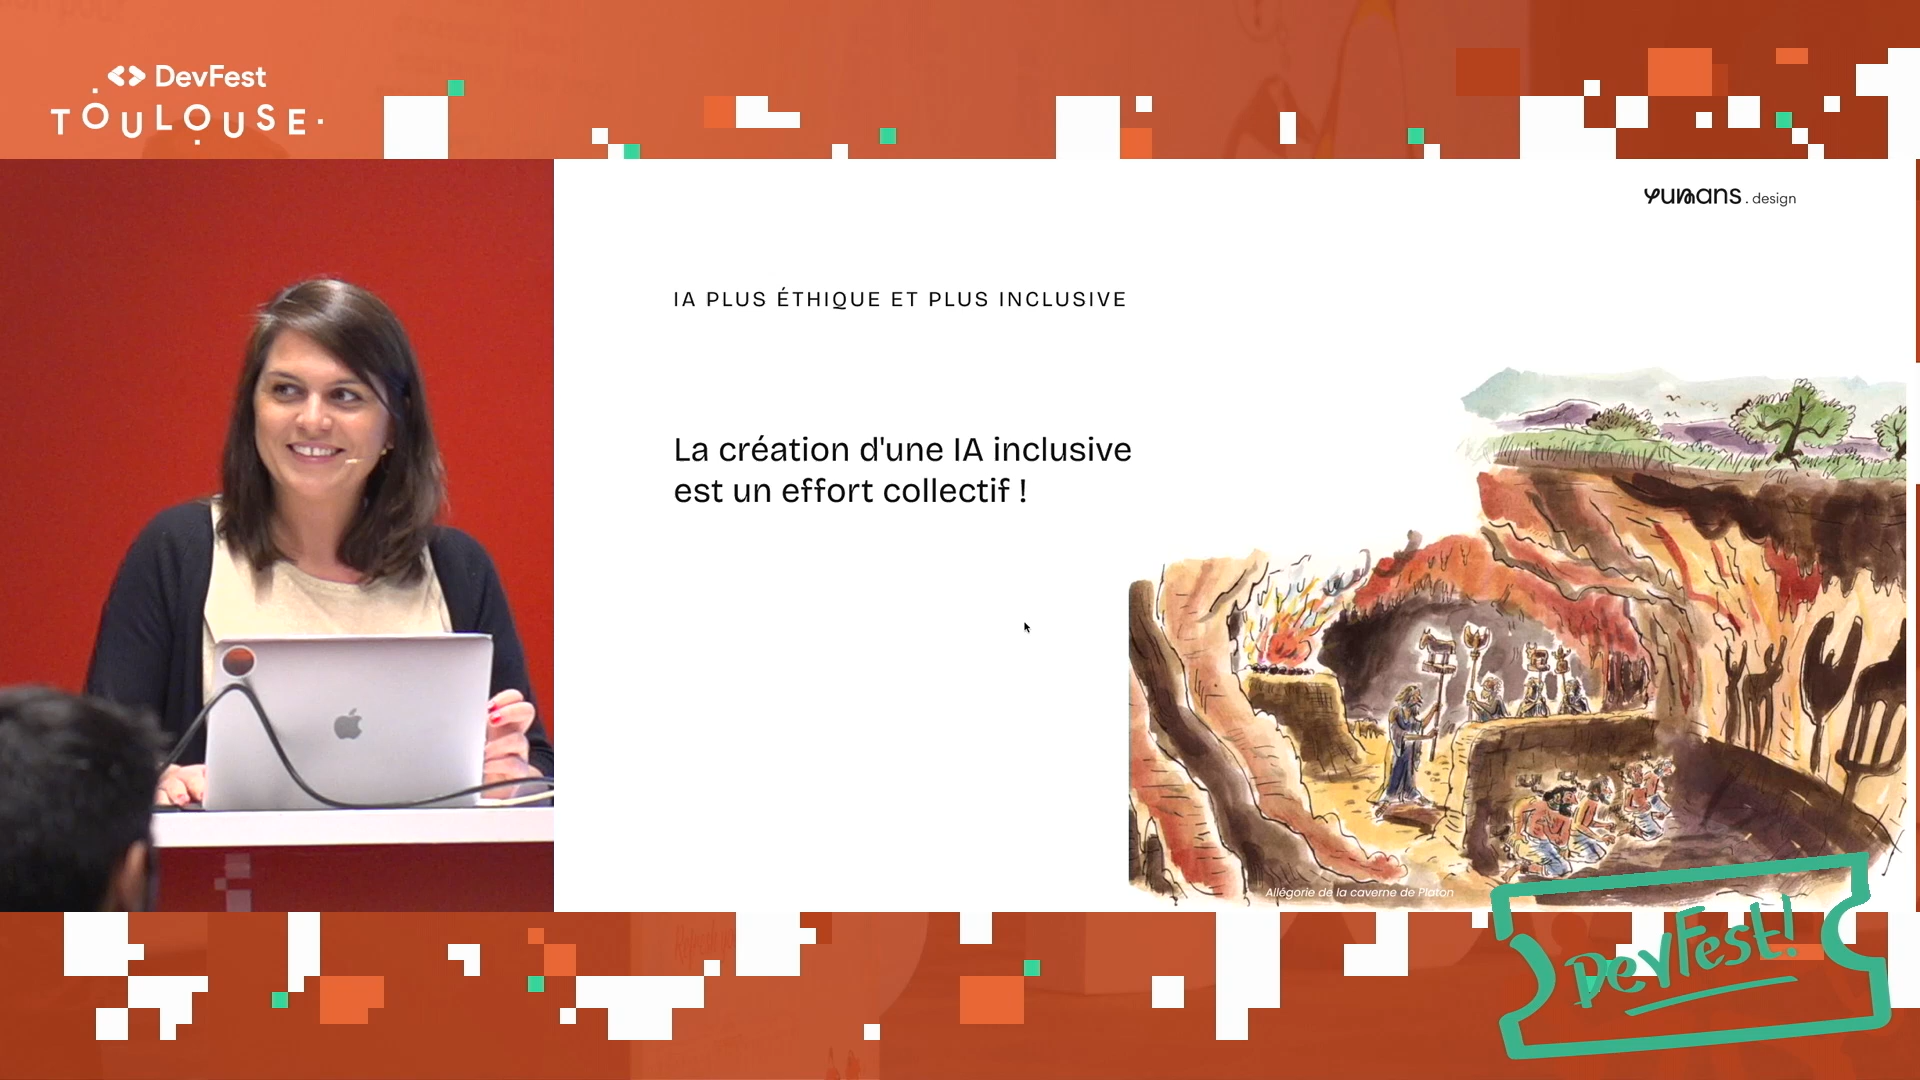 DevFest
TOULOUSE
yumans.design
IA PLUS ÉTHIQUE ET PLUS INCLUSIVE
La création d'une IA inclusive
est un effort collectif !
Allégorie de la caverne de Platon
DevFest!